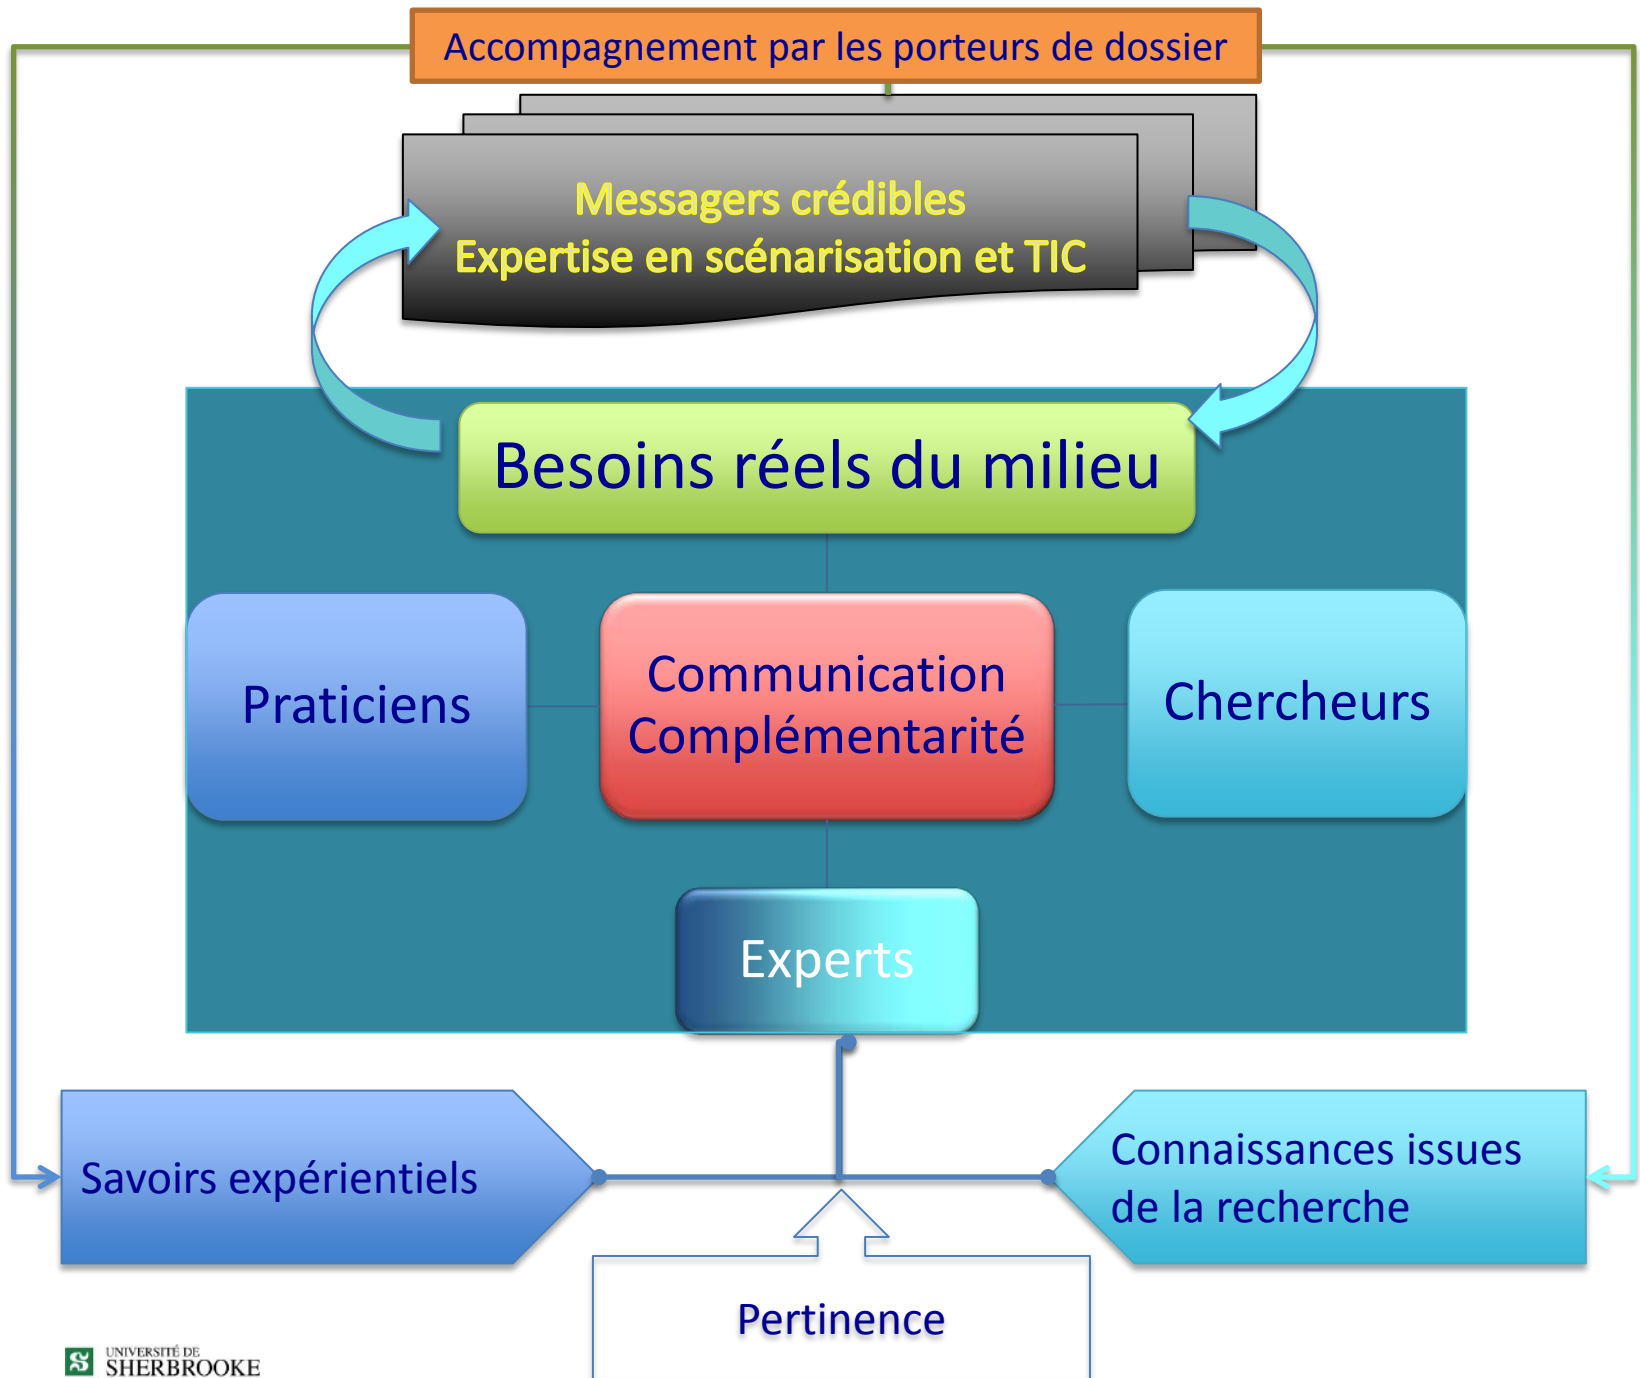 Accompagnement par les porteurs de dossier
Messagers crédibles
Expertise en scénarisation et TIC
Besoins réels du milieu
Praticiens
Communication
Complémentarité
Chercheurs
Experts
Savoirs expérientiels
Connaissances issues
de la recherche
Pertinence
UNIVERSITÉ DE
SHERBROOKE